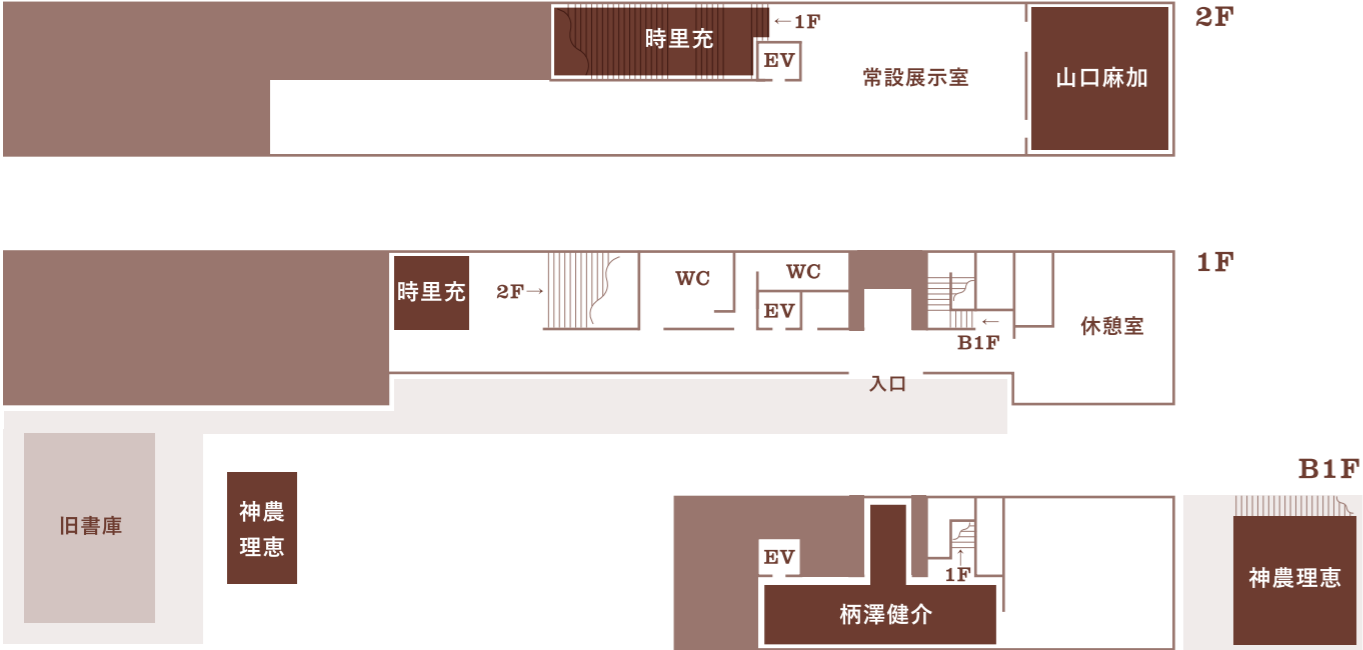 2F
時里充
←1F
EV
常設展示室
山口麻加
1F
時里充
2F→
WC
WC
EV
←
B1F
休憩室
入口
B1F
旧書庫
神農
理恵
EV
↑
1F
柄澤健介
神農理恵